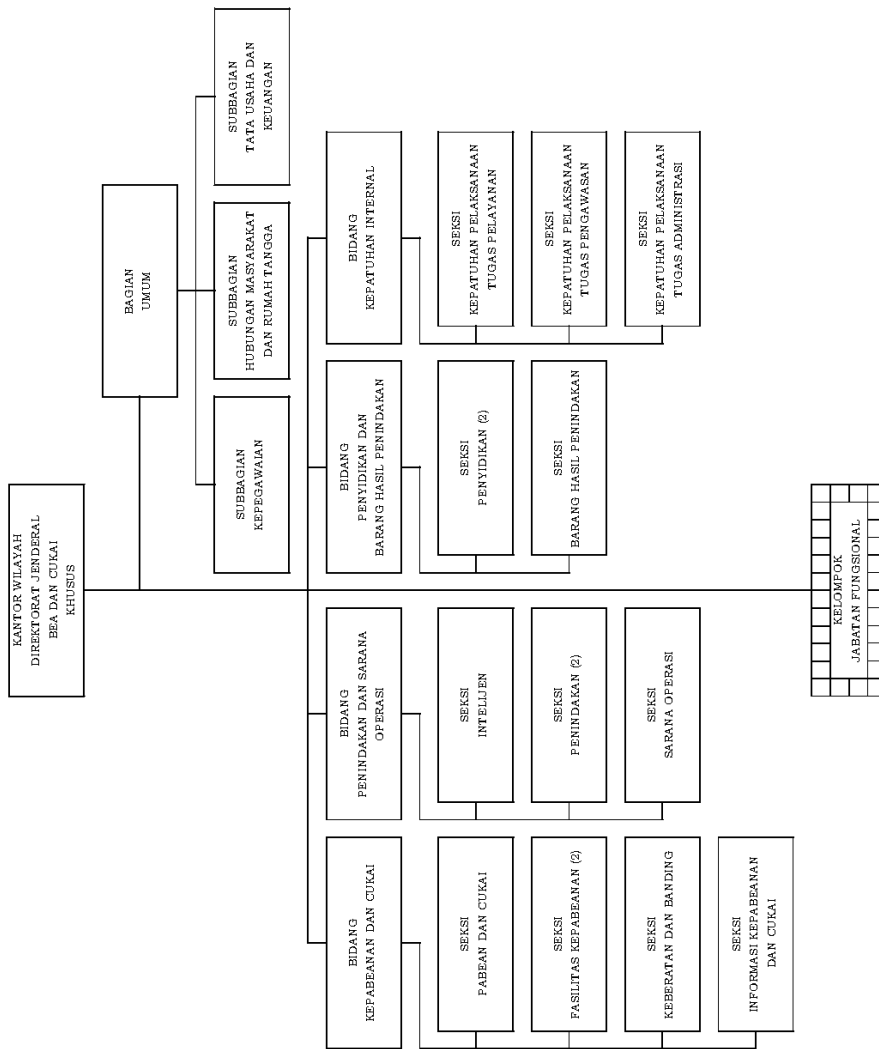 KANTOR WILAYAH
DIREKTORAT JENDERAL
BEA DAN CUKAI
KHUSUS
BAGIAN
UMUM
SUBBAGIAN
KEPEGAWAIAN
SUBBAGIAN
HUBUNGAN MASYARAKAT
DAN RUMAH TANGGA
SUBBAGIAN
TATA USAHA DAN
KEUANGAN
BIDANG
KEPABEANAN DAN CUKAI
BIDANG
PENINDAKAN DAN SARANA
OPERASI
BIDANG
PENYIDIKAN DAN
BARANG HASIL PENINDAKAN
BIDANG
KEPATUHAN INTERNAL
SEKSI
PABEAN DAN CUKAI
SEKSI
INTELIJEN
SEKSI
PENYIDIKAN (2)
SEKSI
KEPATUHAN PELAKSANAAN
TUGAS PELAYANAN
SEKSI
FASILITAS KEPABEANAN (2)
SEKSI
PENINDAKAN (2)
SEKSI
BARANG HASIL PENINDAKAN
SEKSI
KEPATUHAN PELAKSANAAN
TUGAS PENGAWASAN
SEKSI
KEBERATAN DAN BANDING
SEKSI
SARANA OPERASI
SEKSI
KEPATUHAN PELAKSANAAN
TUGAS ADMINISTRASI
SEKSI
INFORMASI KEPABEANAN
DAN CUKAI
KELOMPOK
JABATAN FUNGSIONAL